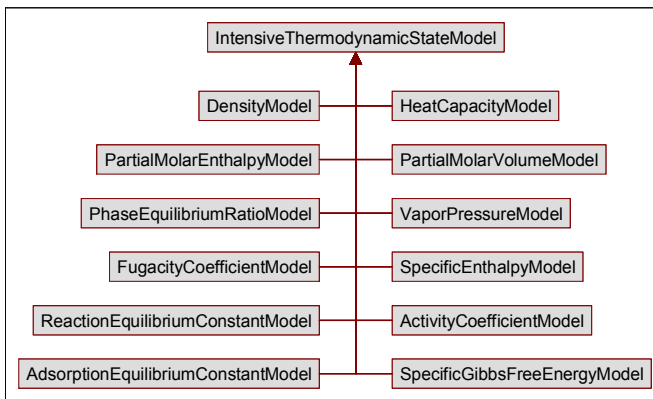 IntensiveThermodynamicStateModel
DensityModel
HeatCapacityModel
PartialMolarEnthalpyModel
PartialMolarVolumeModel
PhaseEquilibriumRatioModel
VaporPressureModel
FugacityCoefficientModel
SpecificEnthalpyModel
ReactionEquilibriumConstantModel
ActivityCoefficientModel
AdsorptionEquilibriumConstantModel
SpecificGibbsFreeEnergyModel